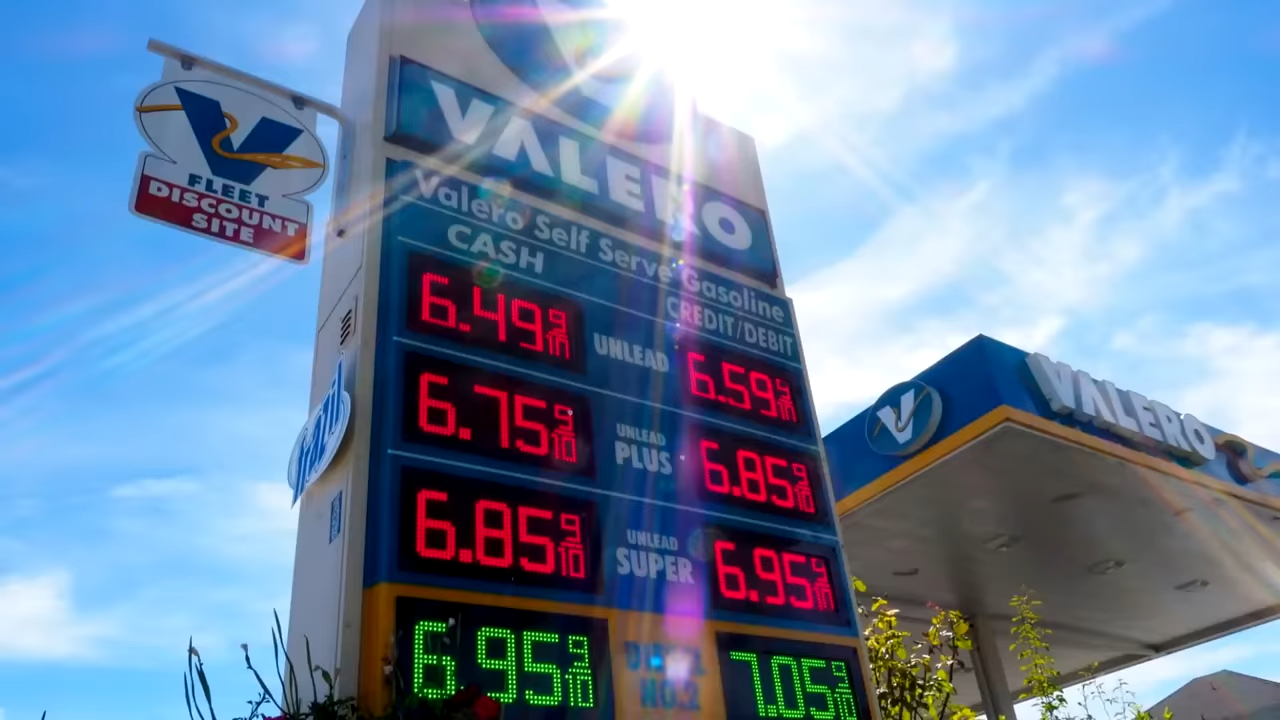 FLEET
DISCOUNT
SITE
VALERO
Valero Self Serve Gasoline
CASH
CREDIT/DEBIT
6.49 9/10 UNLEAD 6.59 9/10
6.75 9/10 UNLEAD PLUS 6.85 9/10
6.85 9/10 UNLEAD SUPER 6.95 9/10
6.95 9/10 DIESEL NO.2 7.05 9/10
VALERO